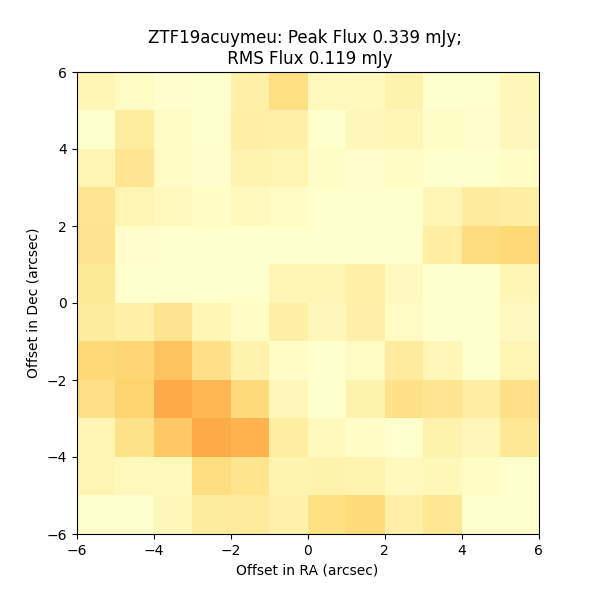 ZTF19acuymeu: Peak Flux 0.339 mJy;
RMS Flux 0.119 mJy
6
4
2
0
−2
−4
−6
Offset in Dec (arcsec)
−6 −4 −2 0 2 4 6
Offset in RA (arcsec)